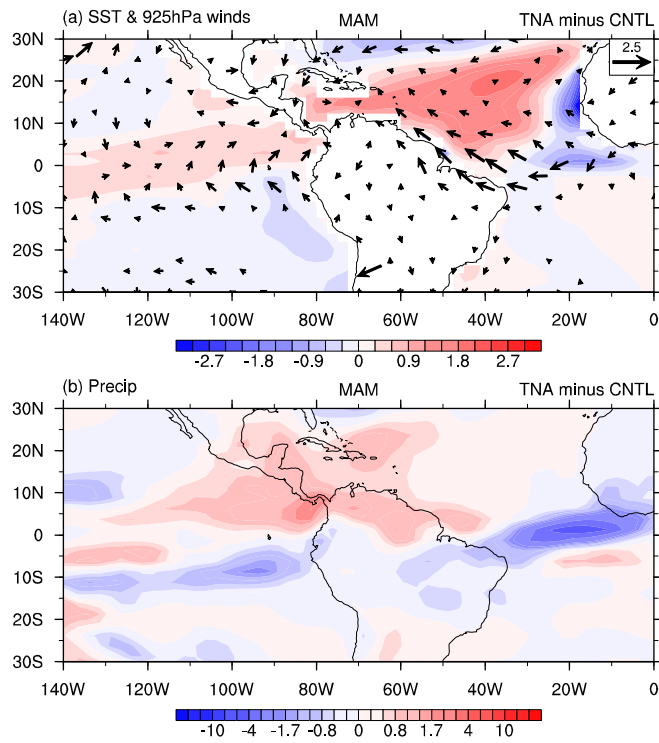 (a) SST & 925hPa winds MAM TNA minus CNTL
30N
2.5
20N
10N
0
10S
20S
30S
140W 120W 100W 80W 60W 40W 20W 0
-2.7 -1.8 -0.9 0 0.9 1.8 2.7
(b) Precip MAM TNA minus CNTL
30N
20N
10N
0
10S
20S
30S
140W 120W 100W 80W 60W 40W 20W 0
-10 -4 -1.7 -0.8 0 0.8 1.7 4 10